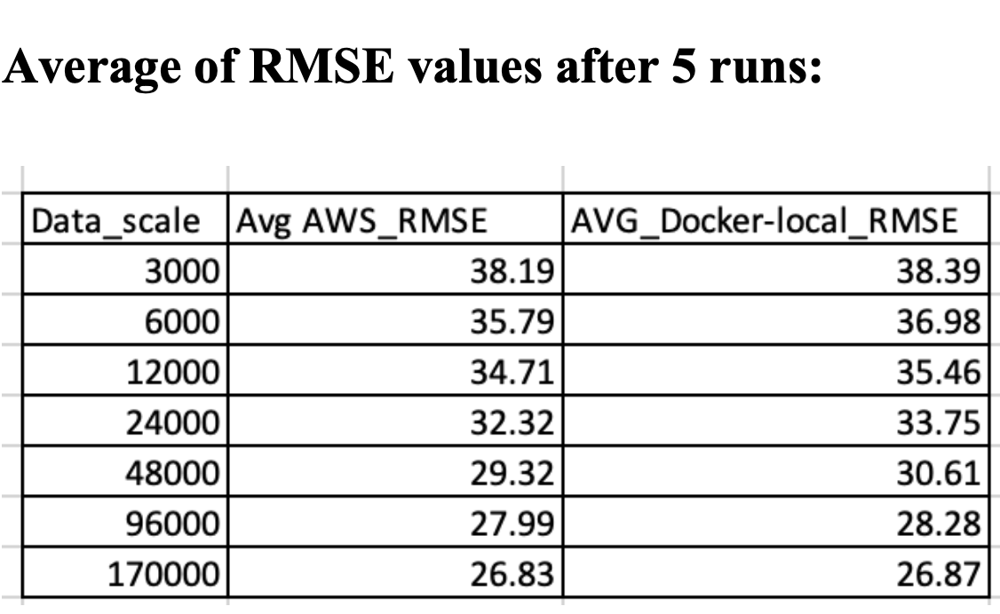 Average of RMSE values after 5 runs:
Data_scale Avg AWS_RMSE AVG_Docker-local_RMSE
3000 38.19 38.39
6000 35.79 36.98
12000 34.71 35.46
24000 32.32 33.75
48000 29.32 30.61
96000 27.99 28.28
170000 26.83 26.87